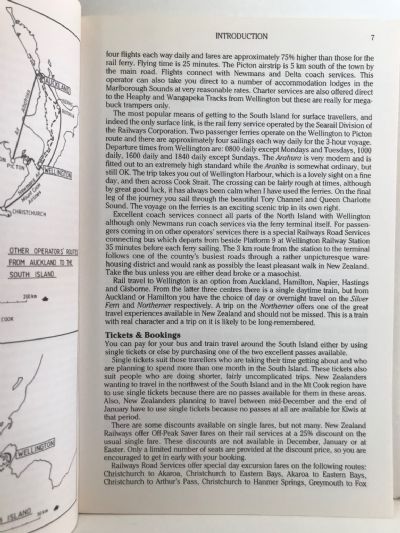 INTRODUCTION 7
four flights each way daily and fares are approximately 75% higher than those for the
rail ferry. Flying time is 25 minutes. The Picton airstrip is 5 km south of town by
the main road. Flights connect with Newmans and Delta coach services. This
operator can also take you direct to a number of accommodation lodges in the
Marlborough Sounds at very reasonable rates. Charter services are also offered direct
to the Heaphy and Wangapeka Tracks from Wellington but these are really for mega-
buck trampers only.
The most popular means of getting to the South Island for surface travellers, and
indeed the only surface link, is the rail ferry service operated by the Searail Division of
the Railways Corporation. Two passenger ferries operate on the Wellington to Picton
route and there are approximately four sailings each way daily for the 3-hour voyage.
Departure times from Wellington are: 0800 daily except Mondays and Tuesdays, 1000
daily, 1600 daily and 1840 daily except Sundays. The Arahura is very modern and is
fitted out to an extremely high standard while the Aratika is somewhat ordinary, but
still OK. The trip takes you out of Wellington Harbour, which is a lovely sight on a fine
day, and then across Cook Strait. The crossing can be fairly rough at times, although
by great good luck, it has always been calm when I have used the ferries. On the final
leg of the journey you sail through the beautiful Tory Channel and Queen Charlotte
Sound. The voyage on the ferries is an exciting scenic trip in its own right.
Excellent coach services connect all parts of the North Island with Wellington
although only Newmans run coach services via the ferry terminal itself. For passen-
gers coming in on other operators' services there is a special Railways Road Services
connecting bus which departs from beside Platform 9 at Wellington Railway Station
35 minutes before each ferry sailing. The 3 km route from the station to the terminal
follows one of the country's busiest roads through a rather unpicturesque ware-
housing district and would rank as possibly the least pleasant walk in New Zealand.
Take the bus unless you are either dead broke or a masochist.
Rail travel to Wellington is an option from Auckland, Hamilton, Napier, Hastings
and Gisborne. From the latter three centres there is a single daytime train, but from
Auckland or Hamilton you have the choice of day or overnight travel on the Silver
Fern and Northerner respectively. A trip on the Northerner offers one of the great
travel experiences available in New Zealand and should not be missed. This is a train
with real character and a trip on it is likely to be long-remembered.
Tickets & Bookings
You can pay for your bus and train travel around the South Island either by using
single tickets or else by purchasing one of the two excellent passes available.
Single tickets suit those travellers who are taking their time getting about and who
are planning to spend more than one month in the South Island. These tickets also
suit people who are doing shorter, fairly uncomplicated trips. New Zealanders
wanting to travel in the northwest of the South Island and in the Mt Cook region have
to use single tickets because there are no passes available for them in these areas.
Also, New Zealanders planning to travel between mid-December and the end of
January have to use single tickets because no passes at all are available for Kiwis at
that period.
There are some discounts available on single fares, but not many. New Zealand
Railways offer Off-Peak Saver fares on their rail services at a 25% discount on the
usual single fare. These discounts are not available in December, January or at
Easter. Only a limited number of seats are provided at the discount price, so you are
encouraged to get in early with your booking.
Railways Road Services offer special day excursion fares on the following routes:
Christchurch to Akaroa, Christchurch to Eastern Bays, Akaroa to Eastern Bays,
Christchurch to Arthur's Pass, Christchurch to Hanmer Springs, Greymouth to Fox
AUCKLAND
WELLINGTON
CHRISTCHURCH
OTHER OPERATORS' ROUTES
FROM AUCKLAND TO THE
SOUTH ISLAND.
COOK
WELLINGTON
ISLAND